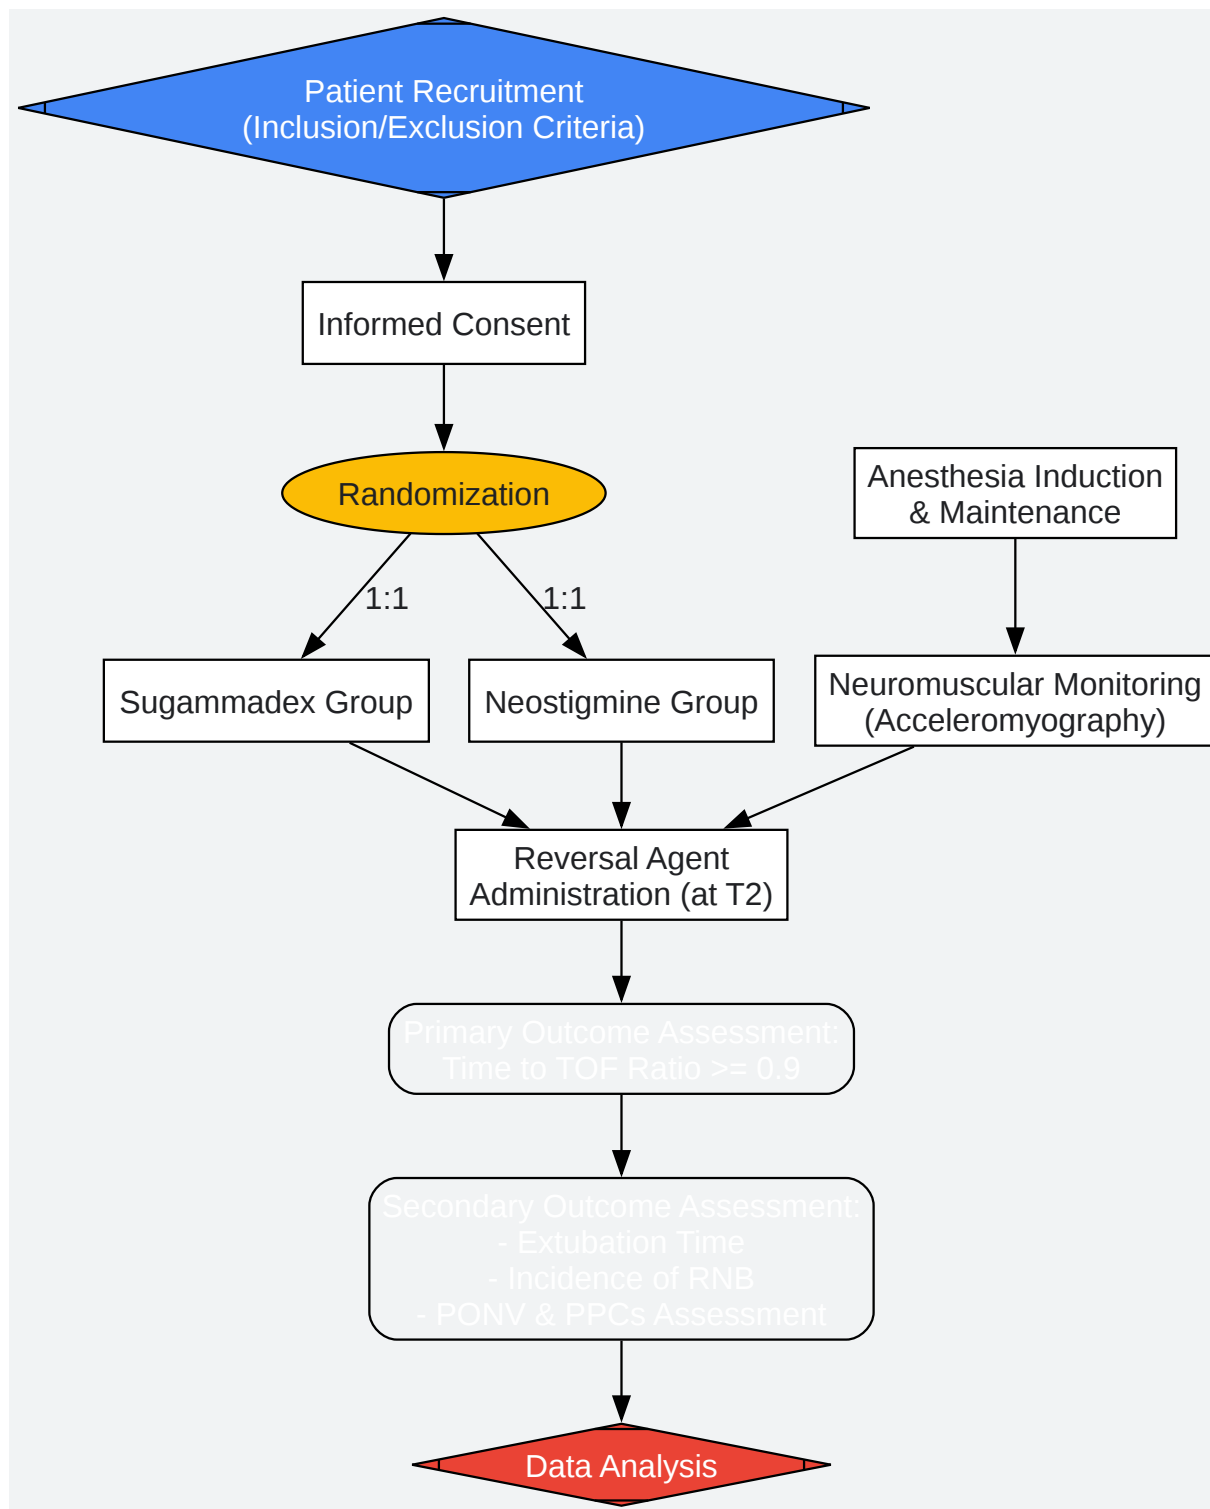 Patient Recruitment
(Inclusion/Exclusion Criteria)
Informed Consent
Randomization
Anesthesia Induction
& Maintenance
1:1
1:1
Sugammadex Group
Neostigmine Group
Neuromuscular Monitoring
(Acceleromyography)
Reversal Agent
Administration (at T2)
Primary Outcome Assessment:
Time to TOF Ratio >= 0.9
Secondary Outcome Assessment:
- Extubation Time
- Incidence of RNB
- PONV & PPCs Assessment
Data Analysis